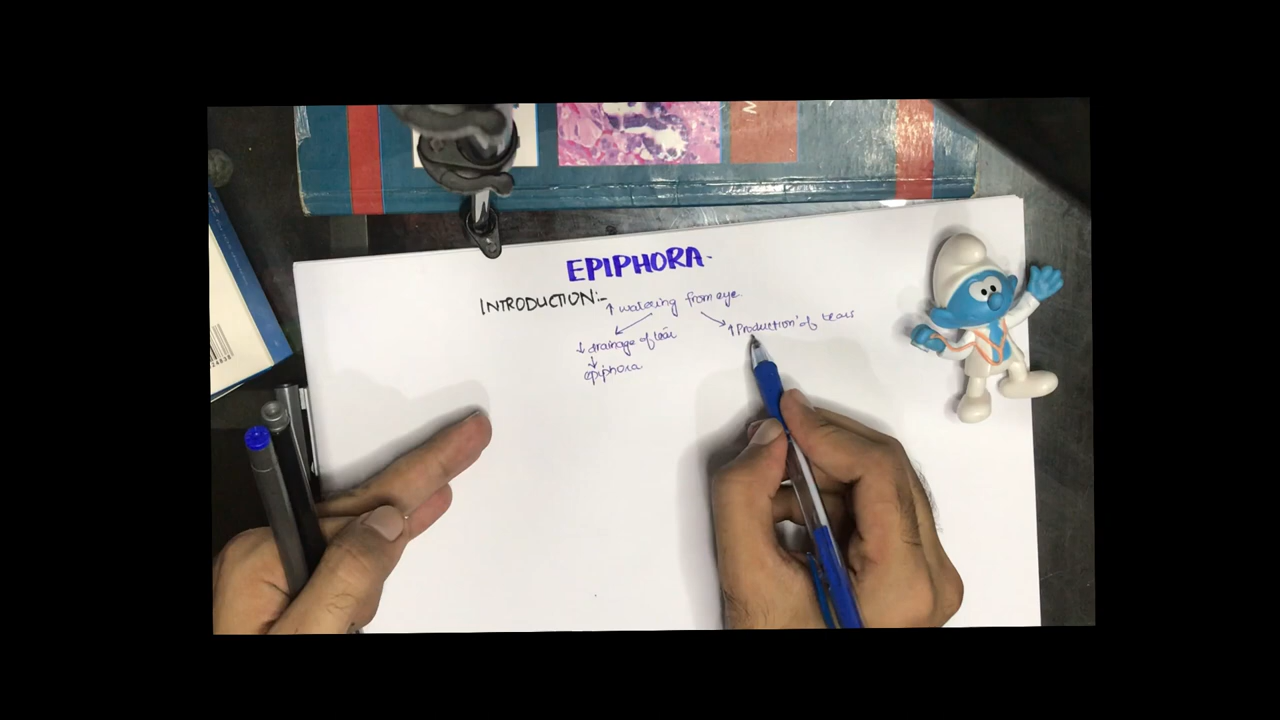 EPIPHORA-
INTRODUCTION:- ↑ watering from eye.
↓ drainage of tear
↑ Production of tears
↓
epiphora
M